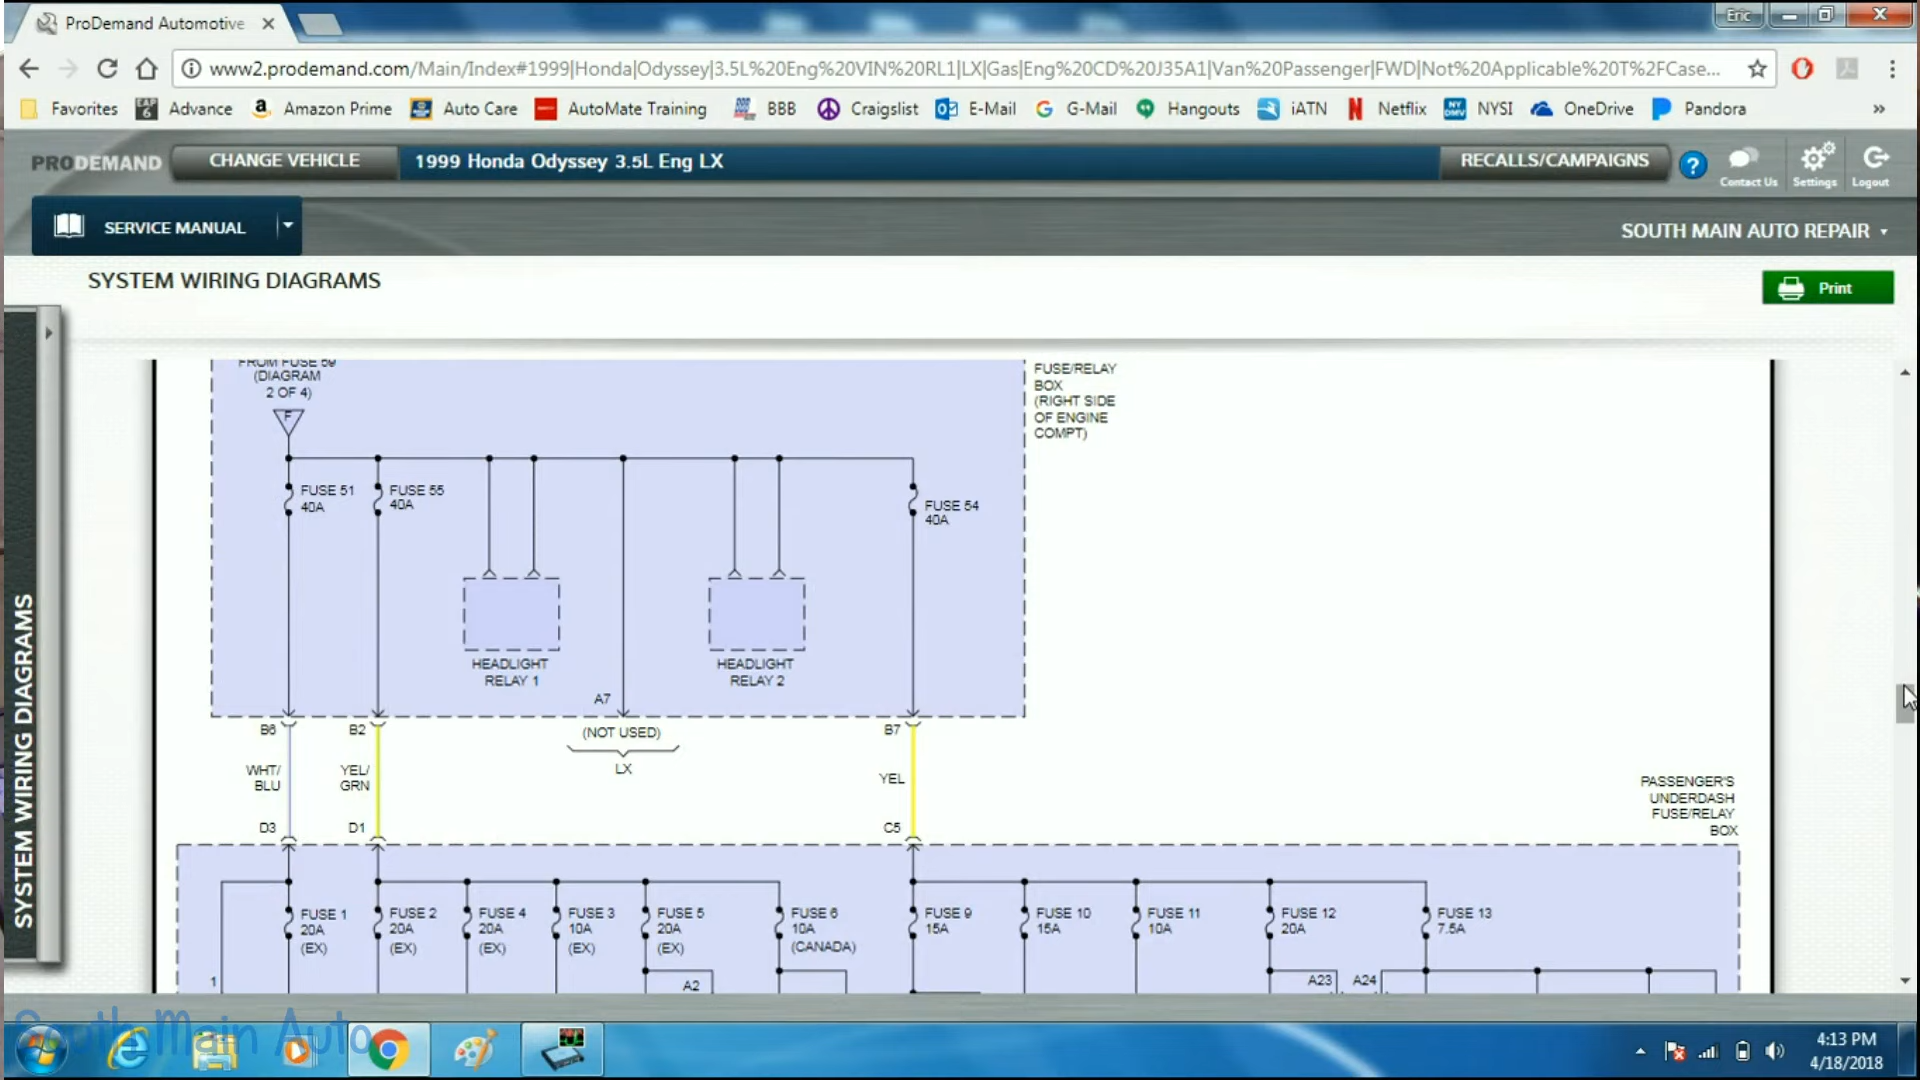 ProDemand Automotive
Eric
www2.prodemand.com/Main/Index#1999|Honda|Odyssey|3.5L%20Eng%20VIN%20RL1|LX|Gas|Eng%20CD%20J35A1|Van%20Passenger|FWD|Not%20Applicable%20T%2FCase...
Favorites
Advance
Amazon Prime
Auto Care
AutoMate Training
BBB
Craigslist
E-Mail
G-Mail
Hangouts
iATN
Netflix
NYSI
OneDrive
Pandora
»
PRODEMAND
CHANGE VEHICLE
1999 Honda Odyssey 3.5L Eng LX
RECALLS/CAMPAIGNS
?
Contact Us
Settings
Logout
SERVICE MANUAL
SOUTH MAIN AUTO REPAIR
SYSTEM WIRING DIAGRAMS
Print
SYSTEM WIRING DIAGRAMS
FROM FUSE 59
(DIAGRAM
2 OF 4)
F
FUSE/RELAY
BOX
(RIGHT SIDE
OF ENGINE
COMPT)
FUSE 51
40A
FUSE 55
40A
FUSE 54
40A
HEADLIGHT
RELAY 1
HEADLIGHT
RELAY 2
A7
B6
B2
(NOT USED)
B7
LX
WHT/
BLU
YEL/
GRN
YEL
D3
D1
C5
PASSENGER'S
UNDERDASH
FUSE/RELAY
BOX
FUSE 1
20A
(EX)
FUSE 2
20A
(EX)
FUSE 4
20A
(EX)
FUSE 3
10A
(EX)
FUSE 5
20A
(EX)
FUSE 6
10A
(CANADA)
FUSE 9
15A
FUSE 10
15A
FUSE 11
10A
FUSE 12
20A
FUSE 13
7.5A
1
A2
A23
A24
South Main Auto
4:13 PM
4/18/2018